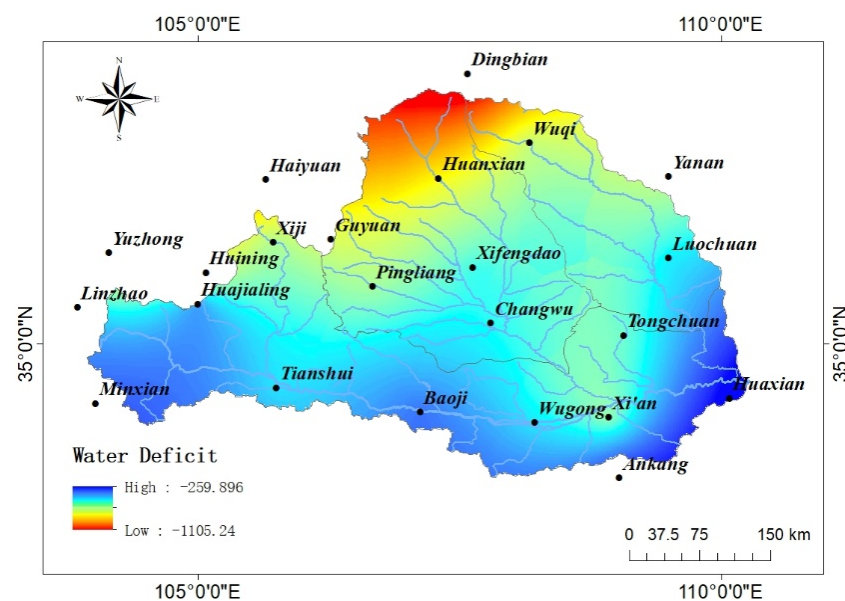 105°0'0"E 110°0'0"E
N
W E
S
Dingbian
Wuqi
Haiyuan
Huanxian
Yanan
Xiji
Guyuan
Yuzhong
Luochuan
Huining
Xifengdao
Pingliang
Linzhao
Huajialing
Changwu
Tongchuan
35°0'0"N 35°0'0"N
Tianshui
Minxian
Huaxian
Baoji
Wugong
Xi'an
Water Deficit
Ankang
High : -259.896
Low : -1105.24
0 37.5 75 150 km
105°0'0"E 110°0'0"E